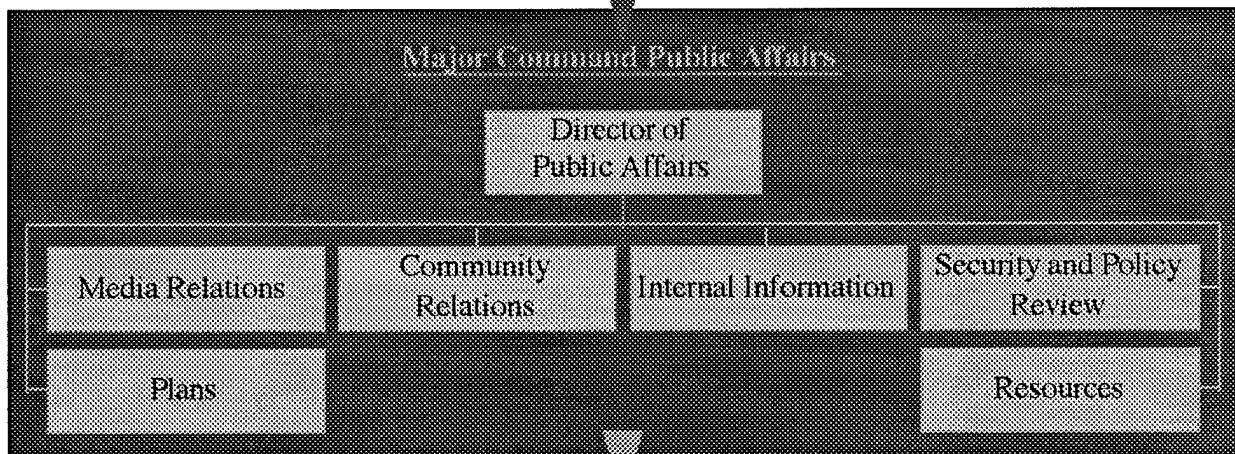 Major Command Public Affairs
Director of
Public Affairs
Media Relations
Community
Relations
Internal Information
Security and Policy
Review
Plans
Resources